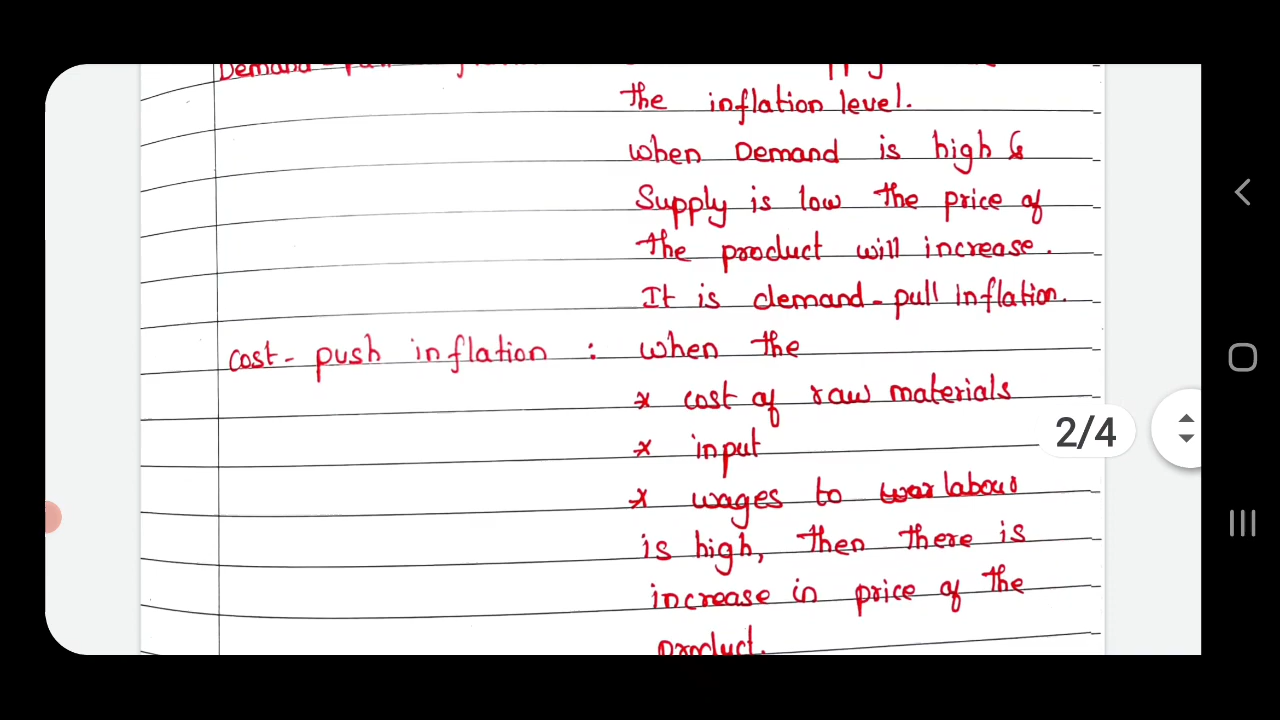 Demand
the inflation level.
when Demand is high &
Supply is low the price of
the product will increase.
It is demand-pull inflation.
cost-push inflation : when the
* cost of raw materials
* input
2/4
* wages to labour
is high, then there is
increase in price of the
product.